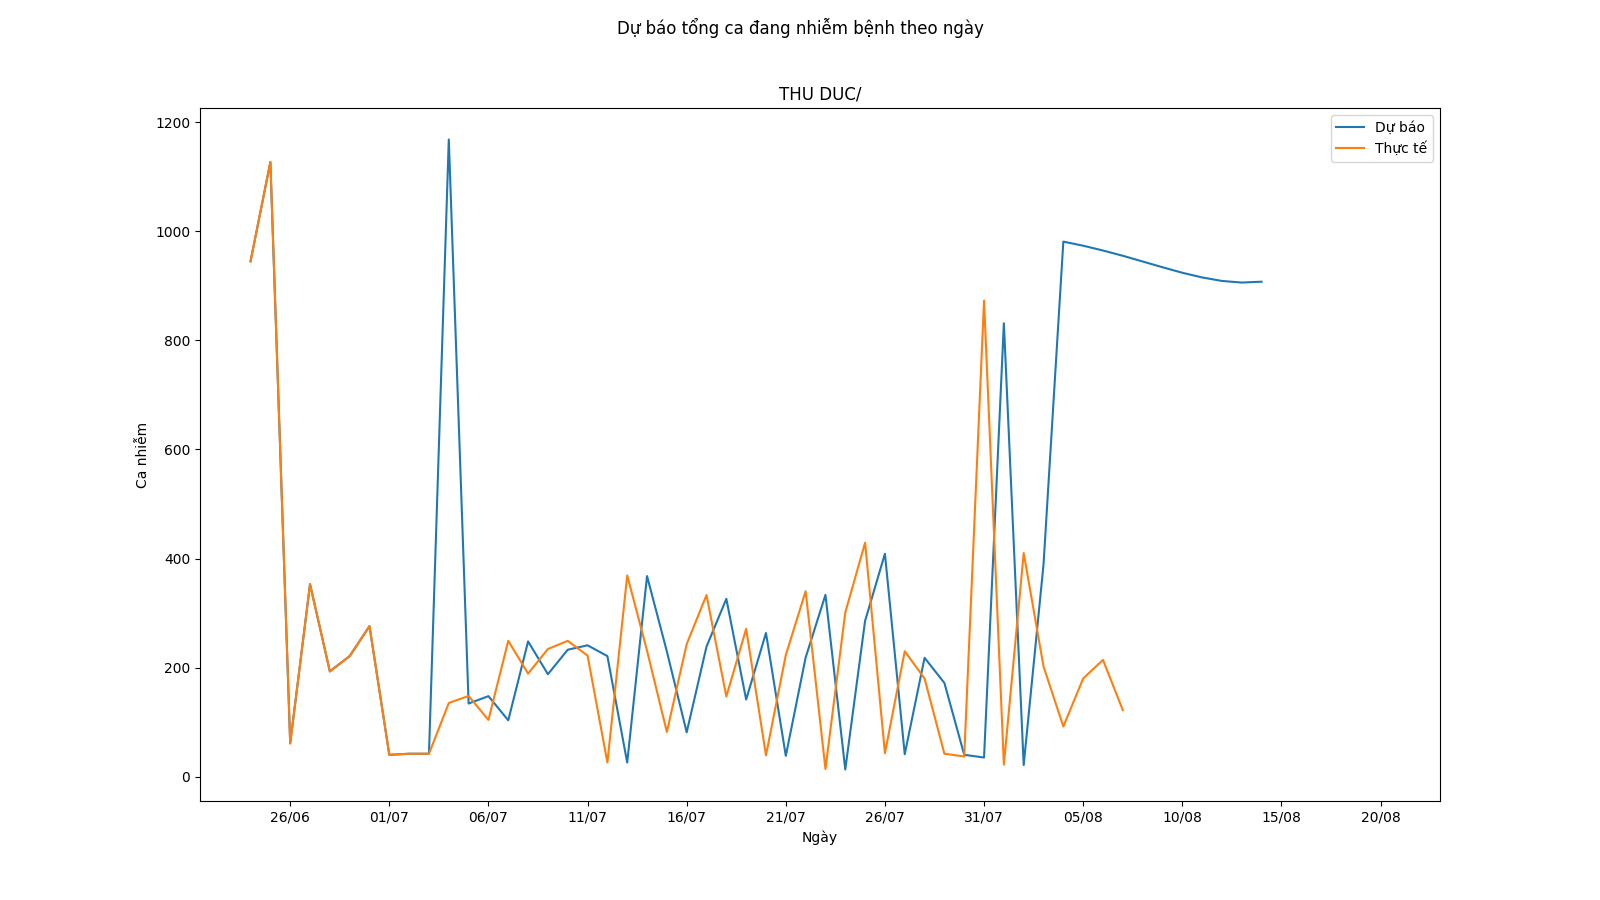 Dự báo tổng ca đang nhiễm bệnh theo ngày
THU DUC/
Dự báo
Thực tế
1200
1000
800
600
400
200
0
Ca nhiễm
26/06 01/07 06/07 11/07 16/07 21/07 26/07 31/07 05/08 10/08 15/08 20/08
Ngày